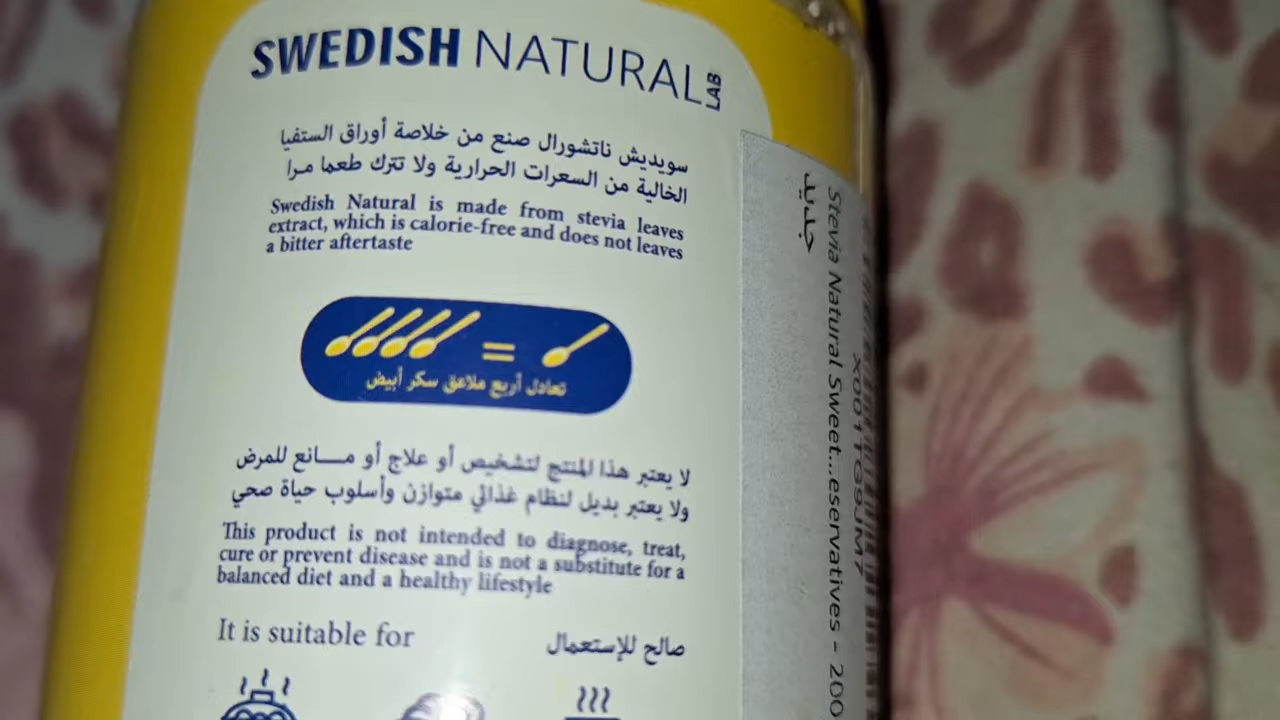 SWEDISH NATURAL LAB
سويديش ناتشورال صنع من خلاصة أوراق الستفيا
الخالية من السعرات الحرارية ولا تترك طعما مرا
Swedish Natural is made from stevia leaves
extract, which is calorie-free and does not leaves
a bitter aftertaste
=
تعادل أربع ملاعق سكر أبيض
لا يعتبر هذا المنتج لتشخيص أو علاج أو مانع للمرض
ولا يعتبر بديل لنظام غذائي متوازن وأسلوب حياة صحي
This product is not intended to diagnose, treat,
cure or prevent disease and is not a substitute for a
balanced diet and a healthy lifestyle
It is suitable for
صالح للإستعمال
X001TG9JM7
Stevia Natural Sweet...eservatives - 200
جديد